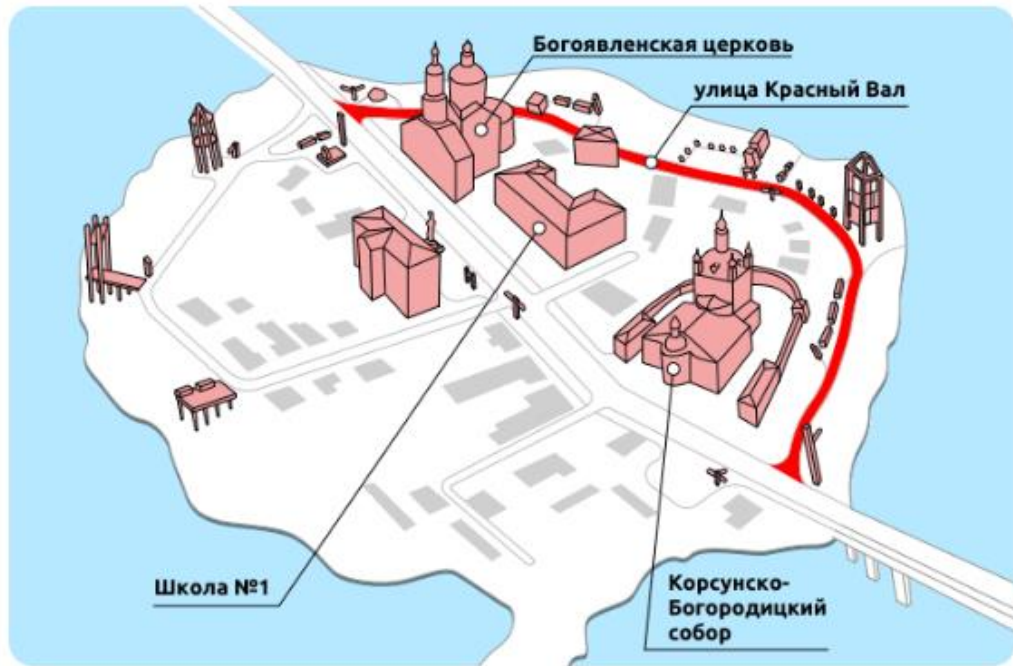 Богоявленская церковь
улица Красный Вал
Школа №1
Корсунско-
Богородицкий
собор